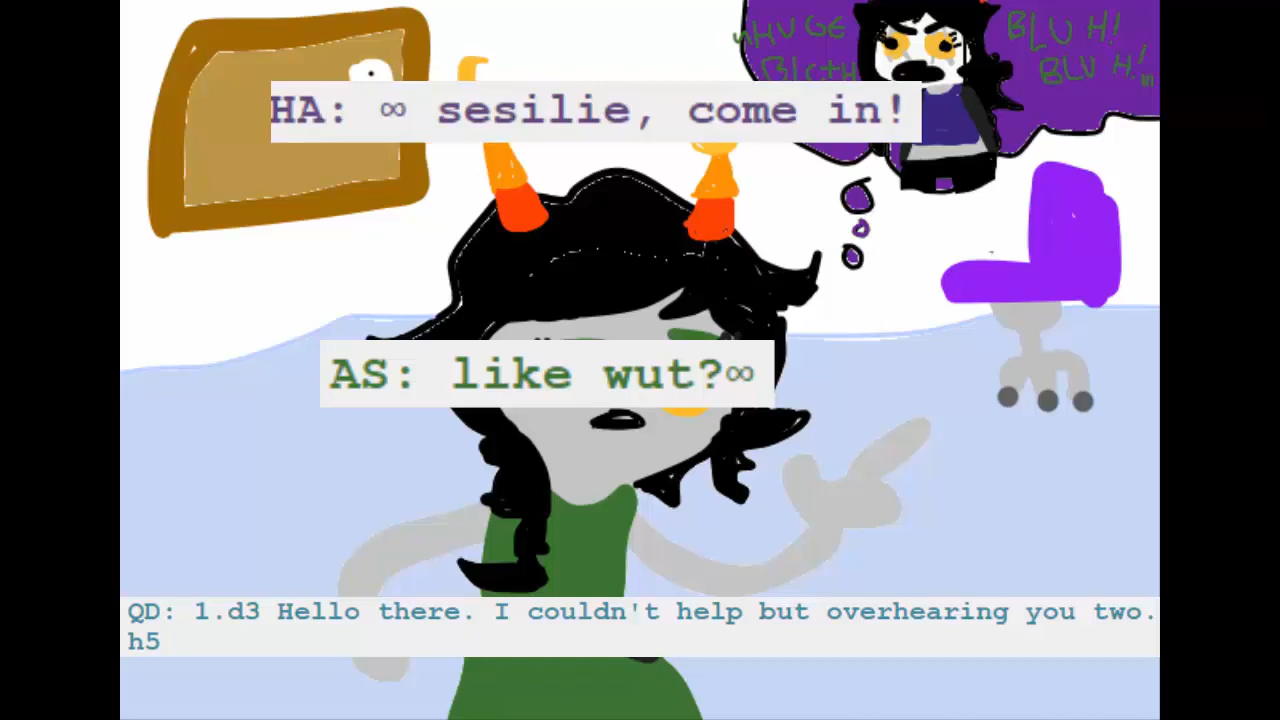 HUGE
BLUH!
BLUH!
HA: ∞ sesilie, come in!
AS: like wut?∞
QD: 1.d3 Hello there. I couldn't help but overhearing you two.
h5